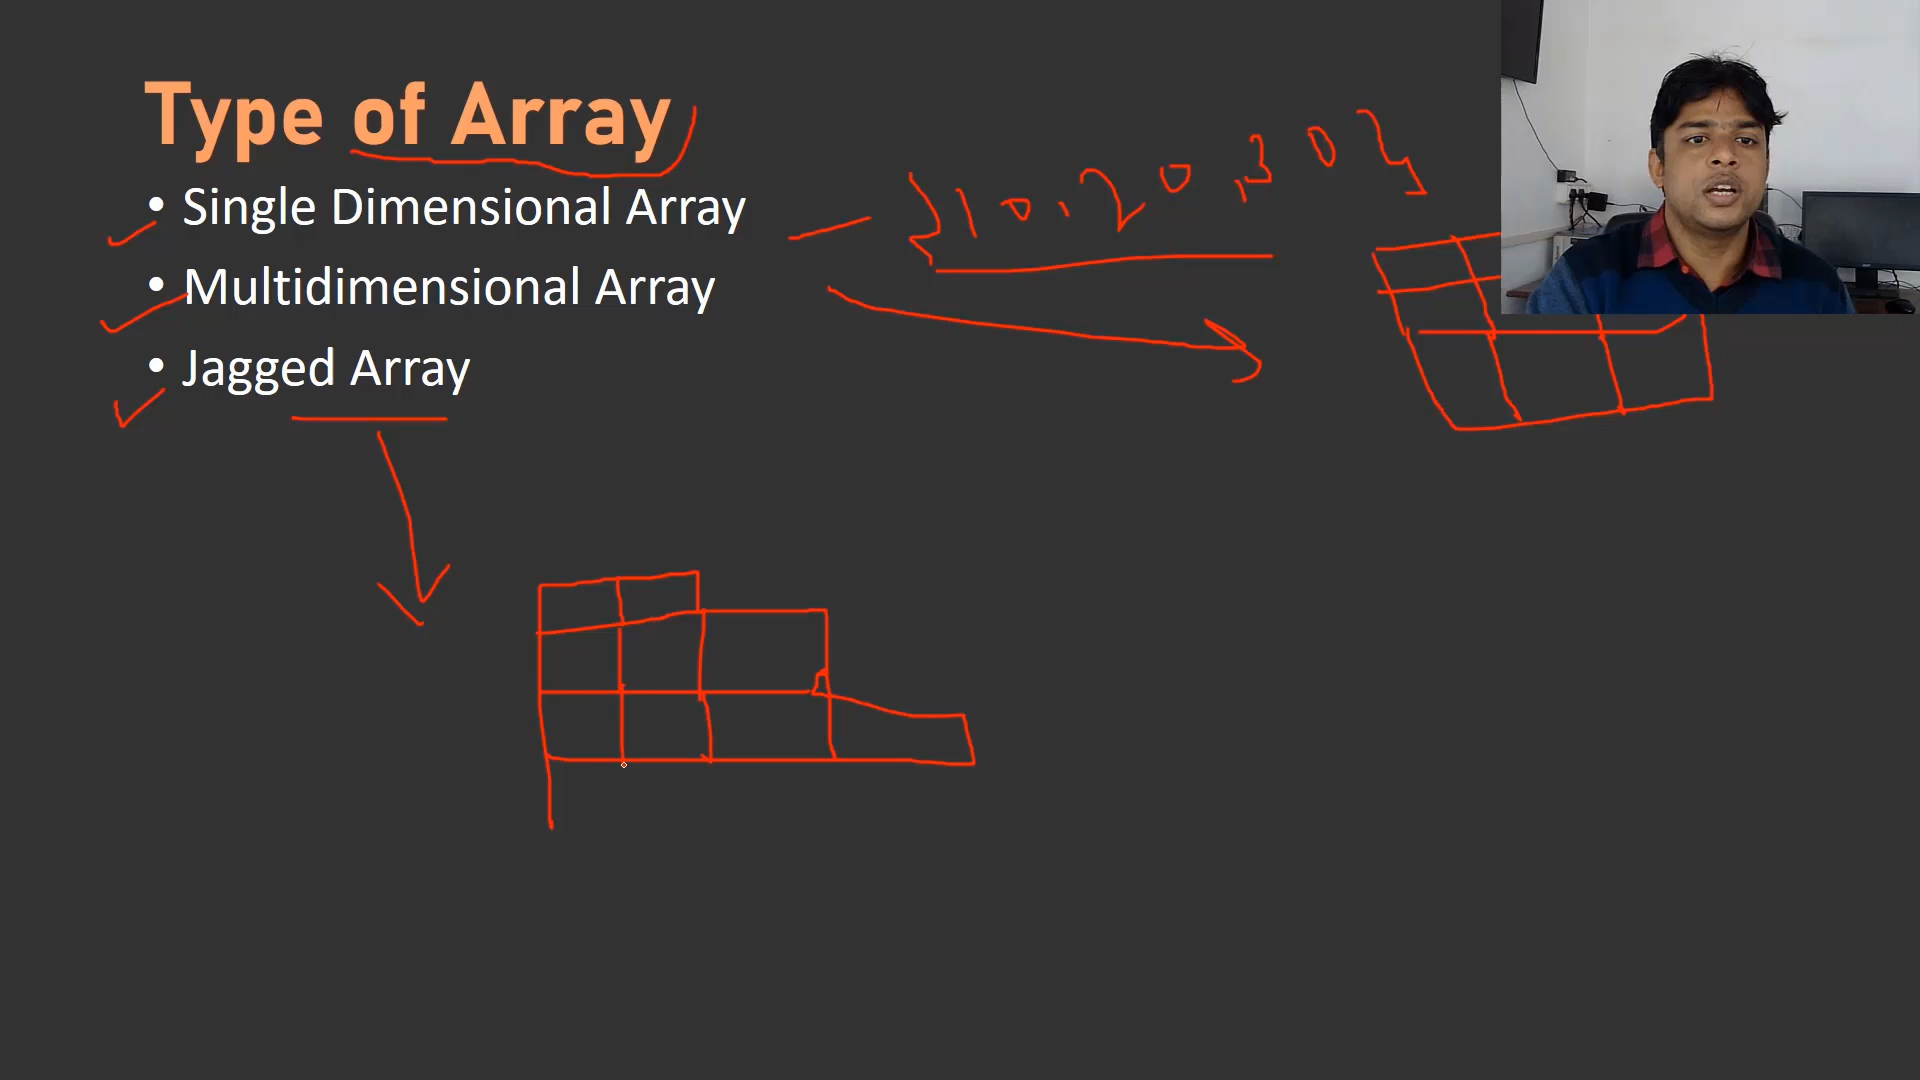 Type of Array
• Single Dimensional Array
{10,20,30}
• Multidimensional Array
• Jagged Array